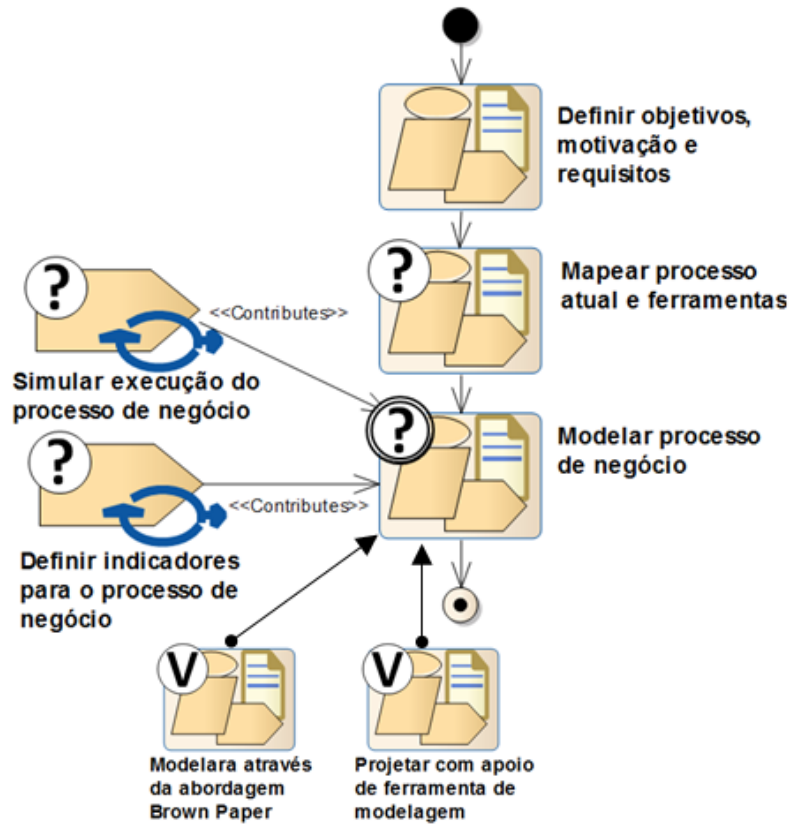 Definir objetivos,
motivação e
requisitos
?
Mapear processo
atual e ferramentas
?
<<Contributes>>
Simular execução do
processo de negócio
?
Modelar processo
de negócio
?
<<Contributes>>
Definir indicadores
para o processo de
negócio
V
Modelara através
da abordagem
Brown Paper
V
Projetar com apoio
de ferramenta de
modelagem